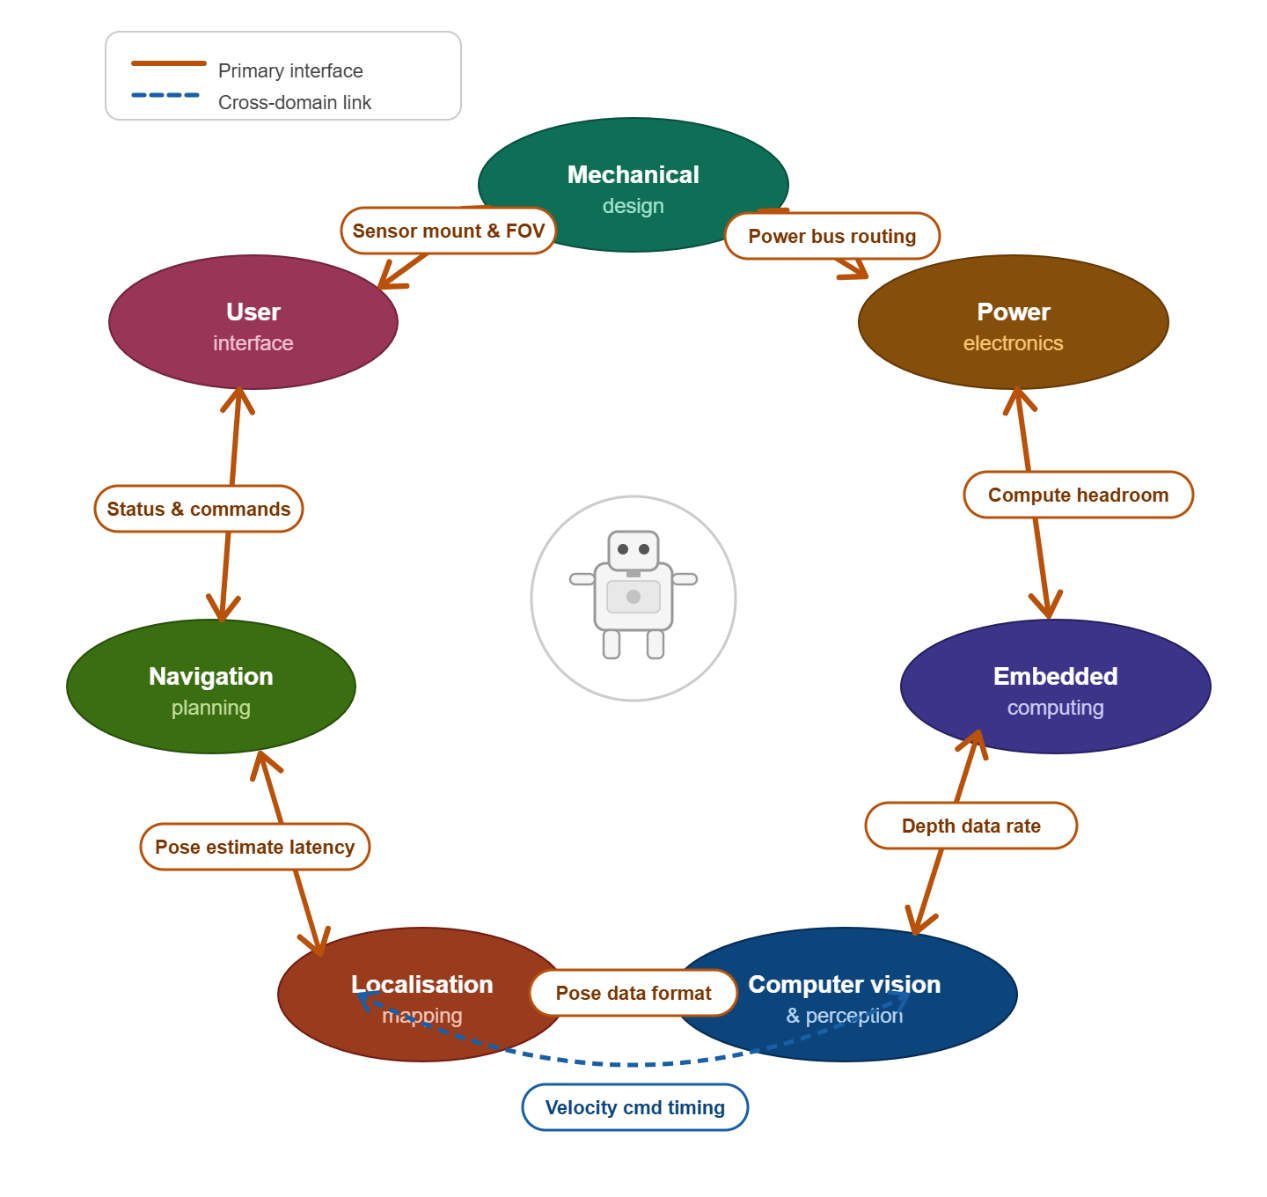 Primary interface
Cross-domain link
Mechanical
design
Sensor mount & FOV
Power bus routing
User
interface
Power
electronics
Status & commands
Compute headroom
Navigation
planning
Embedded
computing
Pose estimate latency
Depth data rate
Localisation
mapping
Pose data format
Computer vision
& perception
Velocity cmd timing